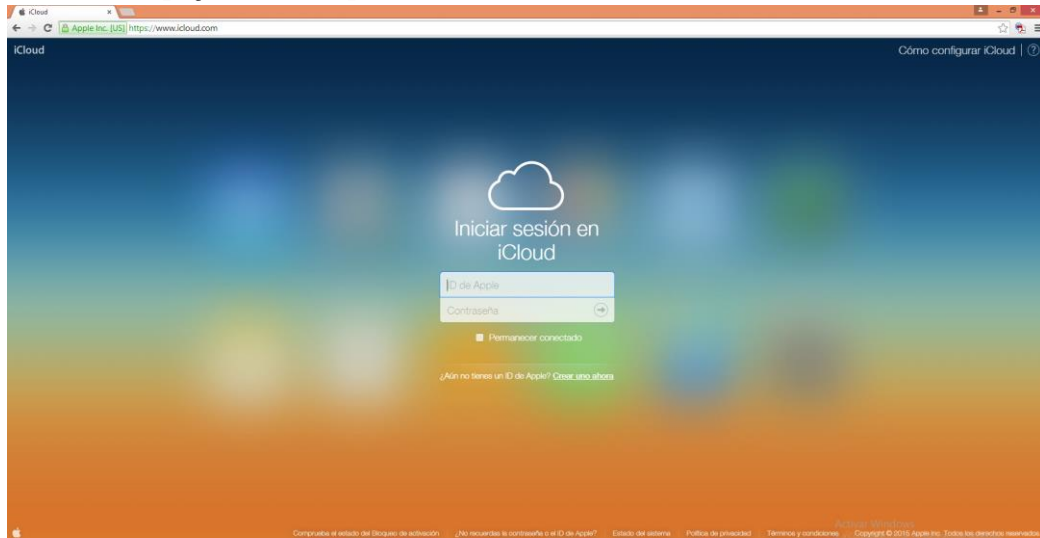 iCloud
Apple Inc. [US] https://www.icloud.com
iCloud
Cómo configurar iCloud | ?
Iniciar sesión en
iCloud
ID de Apple
Contraseña
Permanecer conectado
¿Aún no tienes un ID de Apple? Crear uno ahora
Activar Windows
Comprueba el estado del Bloqueo de activación ¿No recuerdas la contraseña o el ID de Apple? Estado del sistema Política de privacidad Términos y condiciones Copyright © 2015 Apple Inc. Todos los derechos reservados.